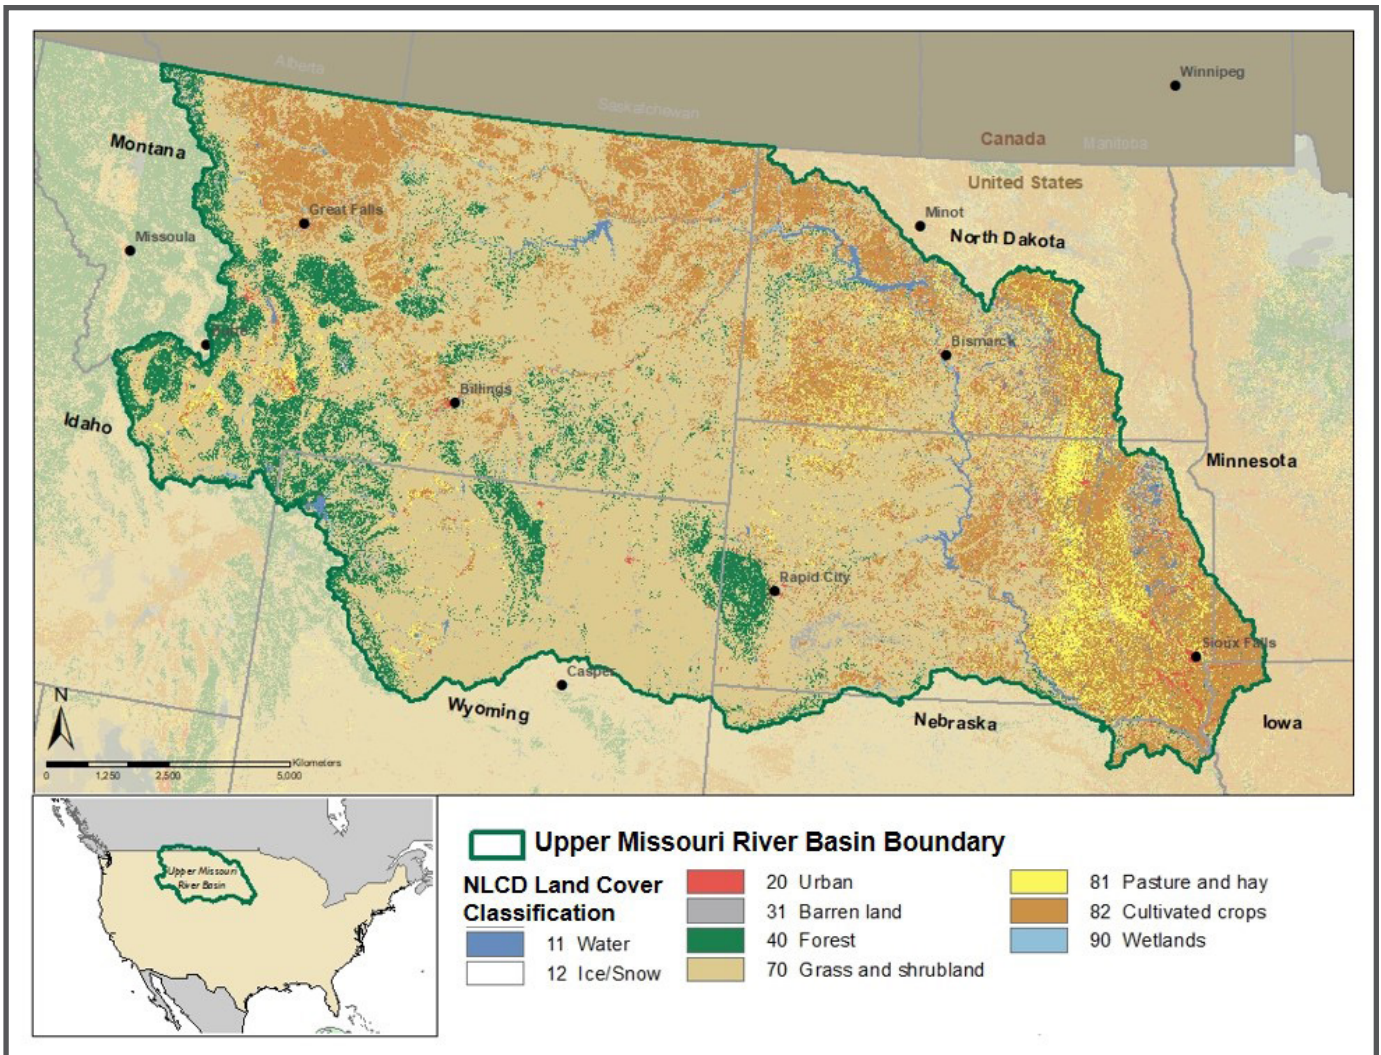 Alberta
Saskatchewan
Winnipeg
Canada
Manitoba
United States
Montana
Great Falls
Missoula
Minot
North Dakota
Bismarck
Billings
Idaho
Minnesota
Rapid City
Sioux Falls
Casper
Wyoming
Nebraska
Iowa
N
Kilometers
0 1,250 2,500 5,000
Upper Missouri
River Basin
Upper Missouri River Basin Boundary
NLCD Land Cover
Classification
11 Water
12 Ice/Snow
20 Urban
31 Barren land
40 Forest
70 Grass and shrubland
81 Pasture and hay
82 Cultivated crops
90 Wetlands